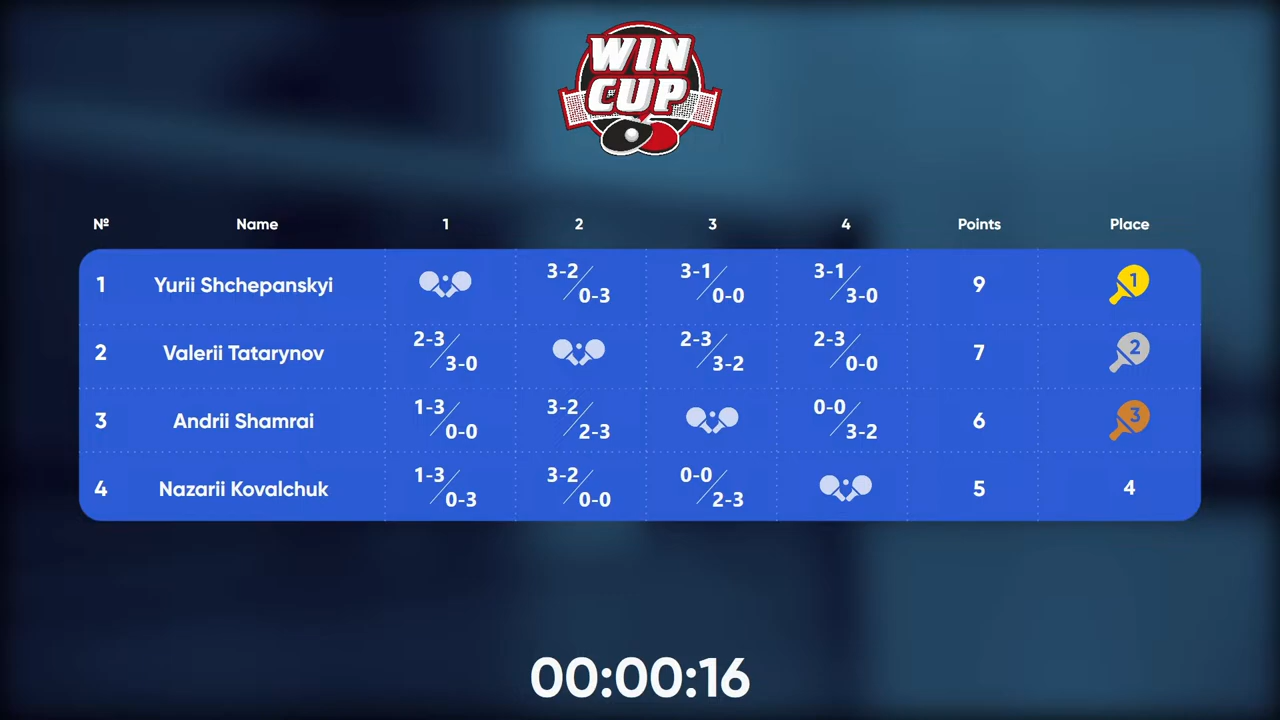 WIN
CUP
№ Name 1 2 3 4 Points Place
1 Yurii Shchepanskyi 3-2/0-3 3-1/0-0 3-1/3-0 9 1
2 Valerii Tatarynov 2-3/3-0 2-3/3-2 2-3/0-0 7 2
3 Andrii Shamrai 1-3/0-0 3-2/2-3 0-0/3-2 6 3
4 Nazarii Kovalchuk 1-3/0-3 3-2/0-0 0-0/2-3 5 4
00:00:16